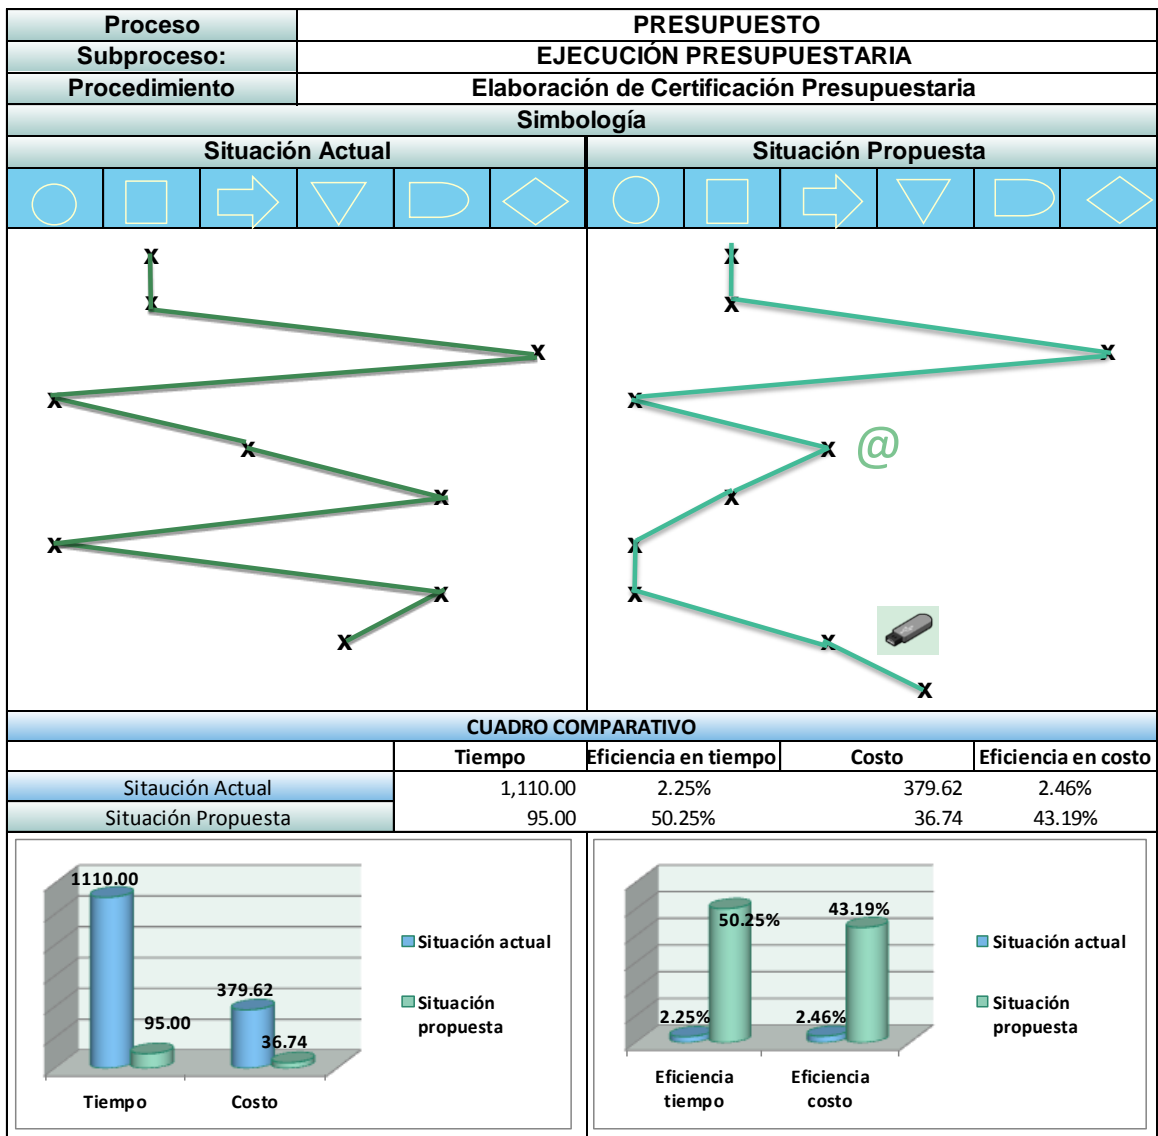 Proceso PRESUPUESTO
Subproceso: EJECUCIÓN PRESUPUESTARIA
Procedimiento Elaboración de Certificación Presupuestaria
Simbología
Situación Actual Situación Propuesta
x x
x x
x x
x x
x x @
x x
x x
x x
x x
x
CUADRO COMPARATIVO
Tiempo Eficiencia en tiempo Costo Eficiencia en costo
Sitaución Actual 1,110.00 2.25% 379.62 2.46%
Situación Propuesta 95.00 50.25% 36.74 43.19%
1110.00
379.62
95.00
36.74
Situación actual
Situación
propuesta
Tiempo Costo
50.25%
43.19%
2.25%
2.46%
Situación actual
Situación
propuesta
Eficiencia
tiempo
Eficiencia
costo